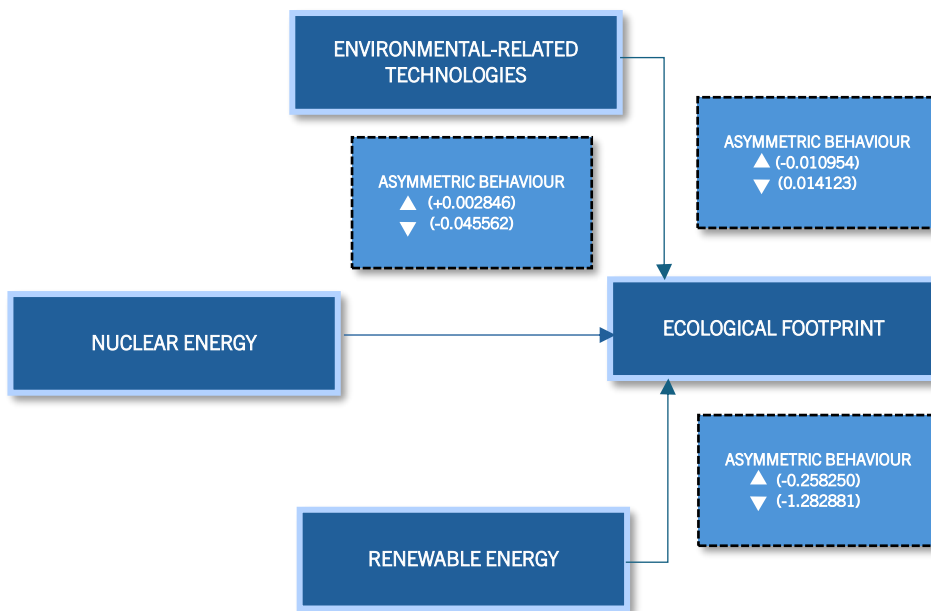 ENVIRONMENTAL-RELATED
TECHNOLOGIES
ASYMMETRIC BEHAVIOUR
▲ (-0.010954)
▼ (0.014123)
ASYMMETRIC BEHAVIOUR
▲ (+0.002846)
▼ (-0.045562)
NUCLEAR ENERGY
ECOLOGICAL FOOTPRINT
ASYMMETRIC BEHAVIOUR
▲ (-0.258250)
▼ (-1.282881)
RENEWABLE ENERGY